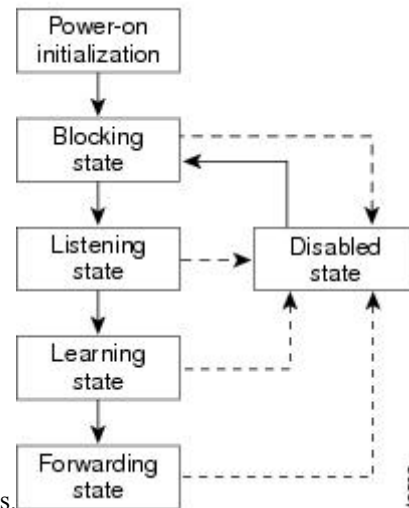 Power-on
initialization
Blocking
state
Listening
state
Disabled
state
Learning
state
Forwarding
state
s.